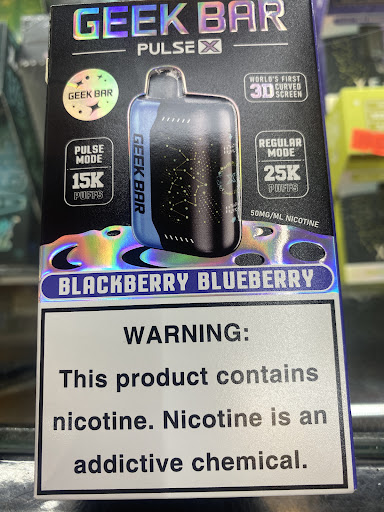 GEEK BAR
PULSE X
GEEK BAR
WORLD'S FIRST
3D CURVED
SCREEN
GEEK BAR
PULSE
MODE
15K
PUFFS
REGULAR
MODE
25K
PUFFS
50MG/ML NICOTINE
BLACKBERRY BLUEBERRY
WARNING:
This product contains
nicotine. Nicotine is an
addictive chemical.